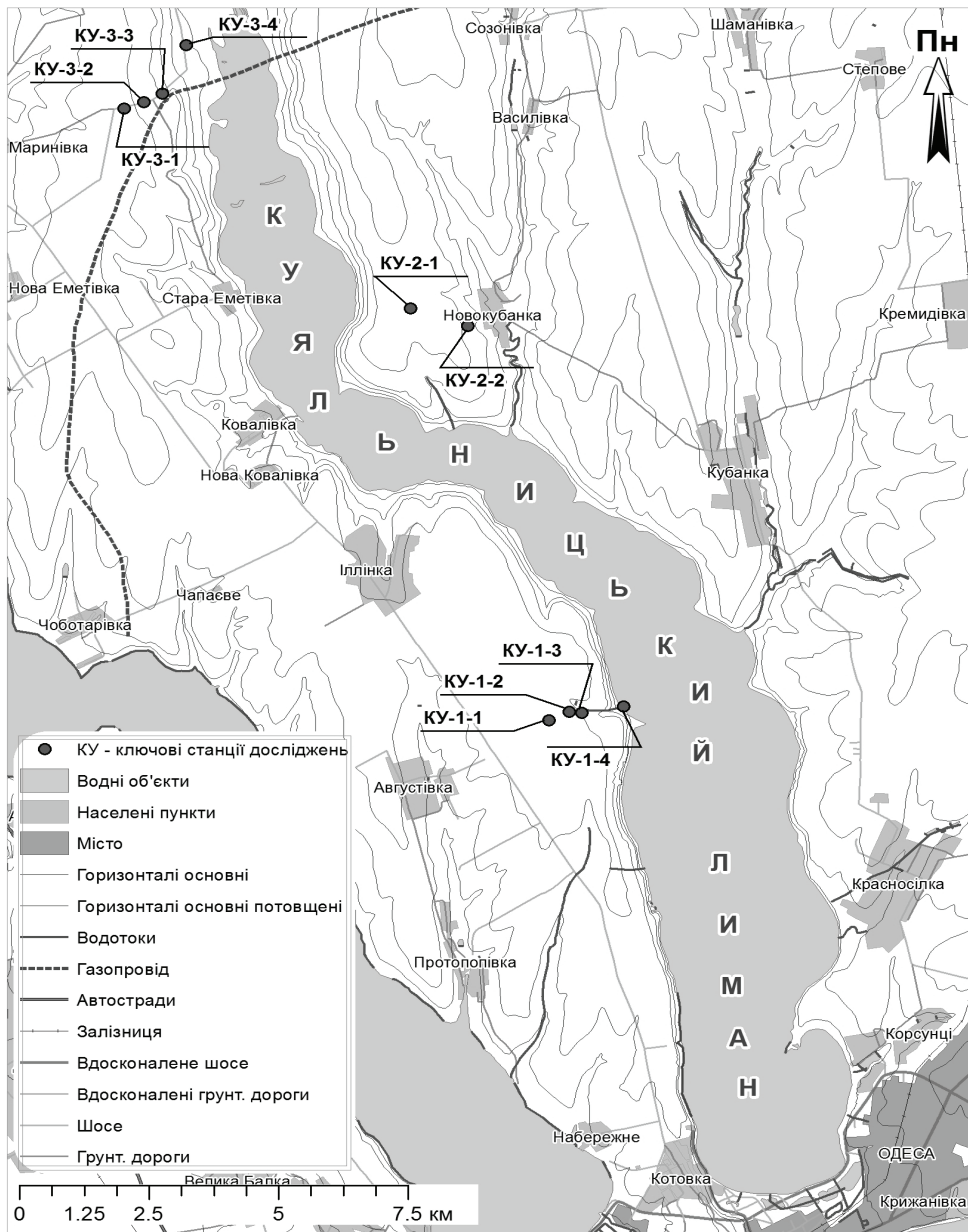 КУ-3-4
КУ-3-3
КУ-3-2
КУ-3-1
Маринівка
Созонівка
Шаманівка
Пн
Степове
Василівка
Нова Еметівка
Стара Еметівка
КУ-2-1
Новокубанка
КУ-2-2
Кремидівка
Ковалівка
Нова Ковалівка
Кубанка
КУЯЛЬНИЦЬКИЙ
ЛИМАН
Іллінка
Чапаєве
Чоботарівка
КУ-1-3
КУ-1-2
КУ-1-1
КУ-1-4
Августівка
Красносілка
Протопопівка
Корсунці
Набережне
Котовка
ОДЕСА
Крижанівка
Велика Балка
КУ - ключові станції досліджень
Водні об'єкти
Населені пункти
Місто
Горизонталі основні
Горизонталі основні потовщені
Водотоки
Газопровід
Автостради
Залізниця
Вдосконалене шосе
Вдосконалені грунт. дороги
Шосе
Грунт. дороги
0 1.25 2.5 5 7.5 км